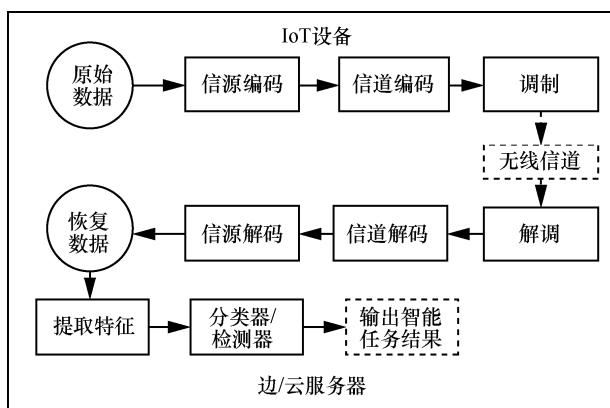 IoT设备
原始
数据
信源编码
信道编码
调制
无线信道
恢复
数据
信源解码
信道解码
解调
提取特征
分类器/
检测器
输出智能
任务结果
边/云服务器